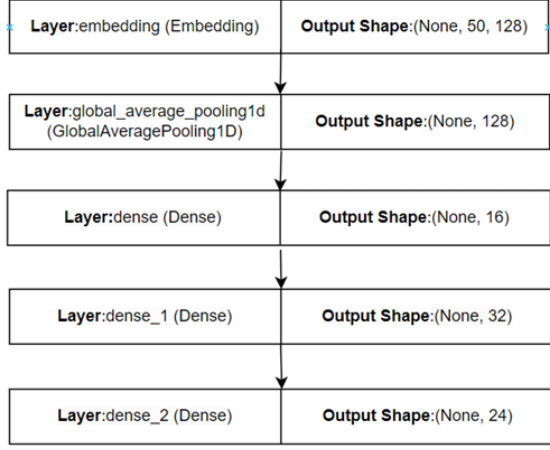 Layer:embedding (Embedding)
Output Shape:(None, 50, 128)
Layer:global_average_pooling1d
(GlobalAveragePooling1D)
Output Shape:(None, 128)
Layer:dense (Dense)
Output Shape:(None, 16)
Layer:dense_1 (Dense)
Output Shape:(None, 32)
Layer:dense_2 (Dense)
Output Shape:(None, 24)